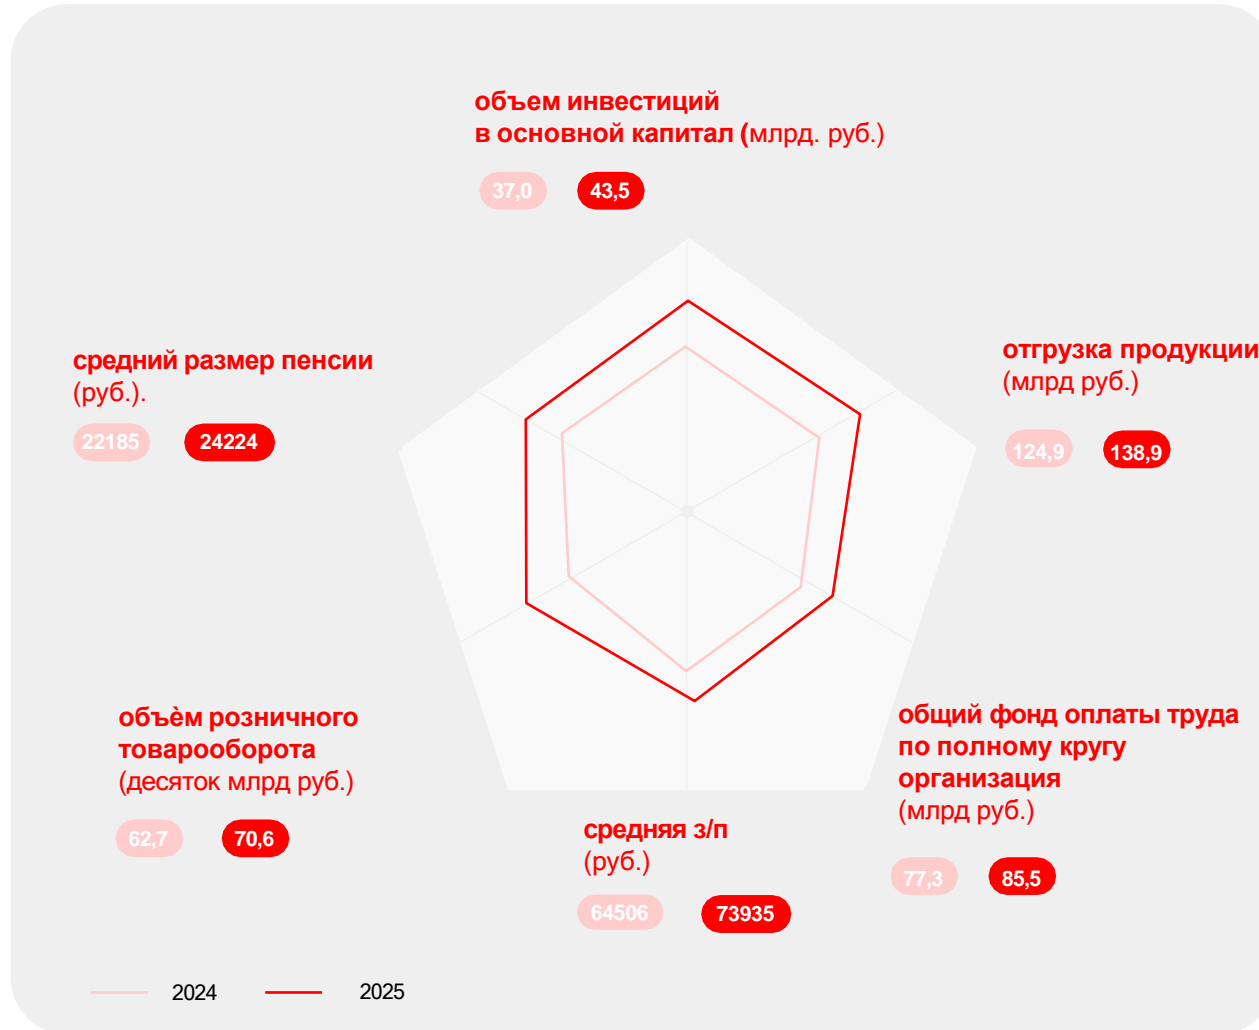 объем инвестиций
в основной капитал (млрд. руб.)
37,0 43,5
средний размер пенсии
(руб.).
22185 24224
отгрузка продукции
(млрд руб.)
124,9 138,9
объѐм розничного
товарооборота
(десяток млрд руб.)
62,7 70,6
средняя з/п
(руб.)
64506 73935
общий фонд оплаты труда
по полному кругу
организация
(млрд руб.)
77,3 85,5
2024 2025